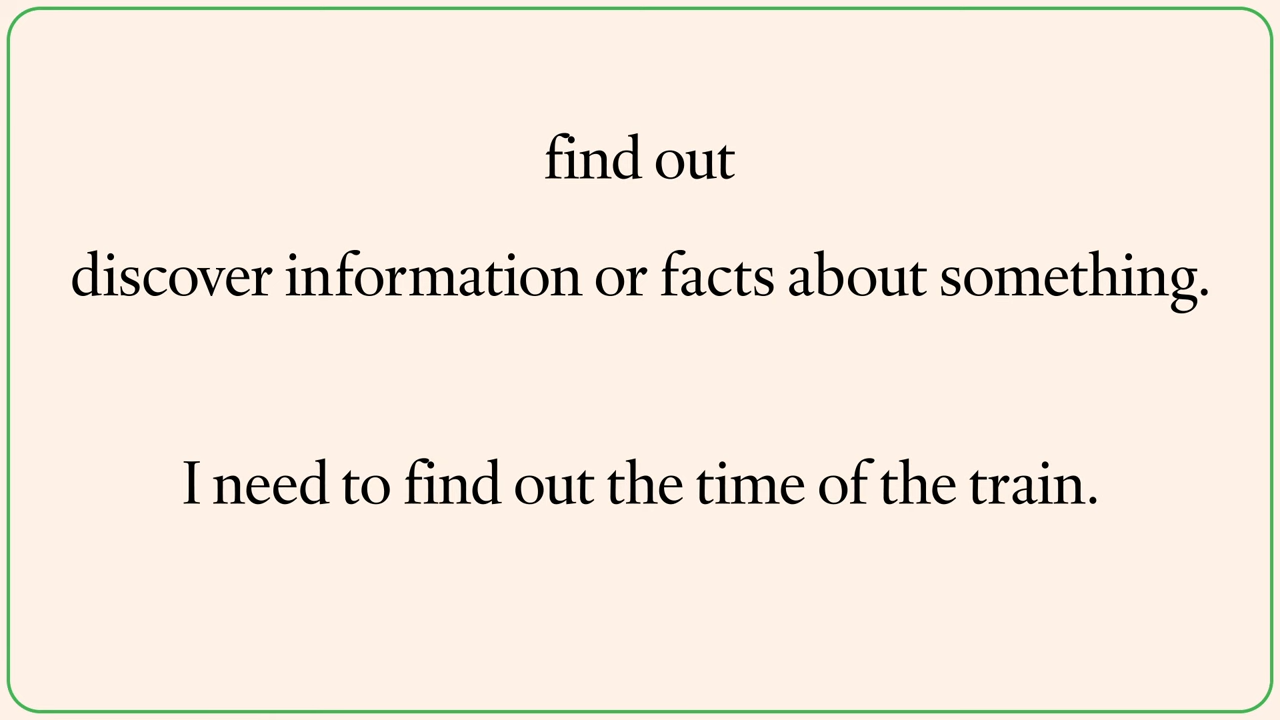 find out
discover information or facts about something.
I need to find out the time of the train.